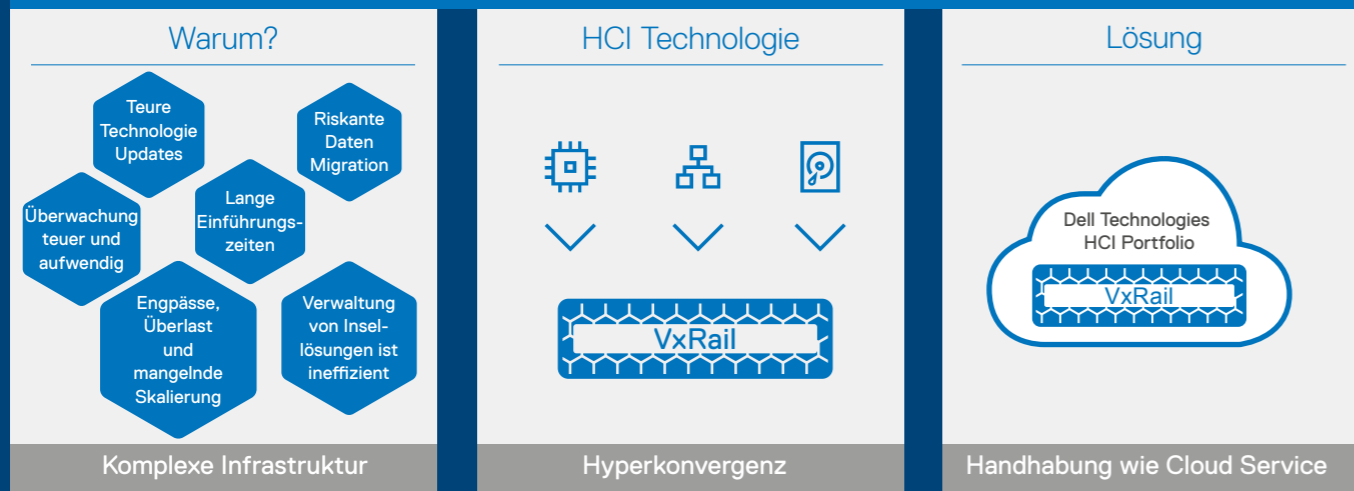 Warum?
Teure
Technologie
Updates
Riskante
Daten
Migration
Überwachung
teuer und
aufwendig
Lange
Einführungs-
zeiten
Engpässe,
Überlast
und
mangelnde
Skalierung
Verwaltung
von Insel-
lösungen ist
ineffizient
Komplexe Infrastruktur
HCI Technologie
VxRail
Hyperkonvergenz
Lösung
Dell Technologies
HCI Portfolio
VxRail
Handhabung wie Cloud Service